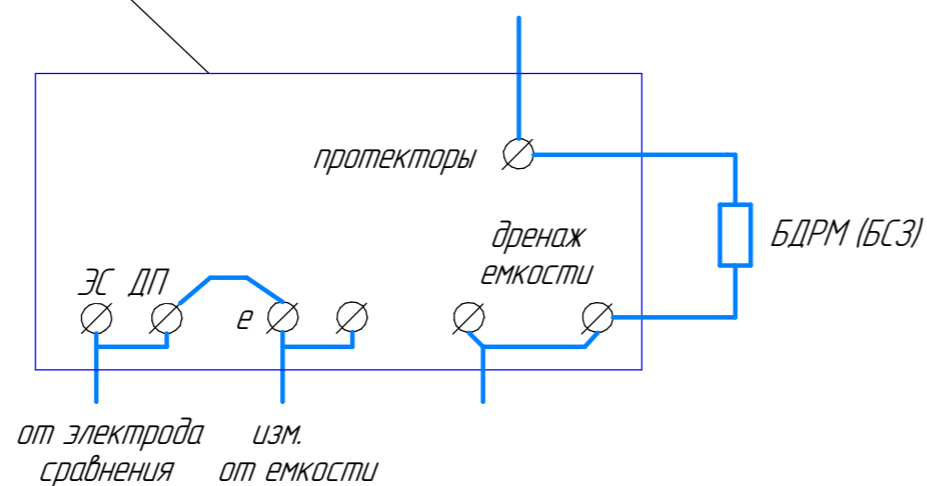 протекторы
дренаж
емкости
БДРМ (БСЗ)
ЭС ДП
е
от электрода
сравнения
изм.
от емкости